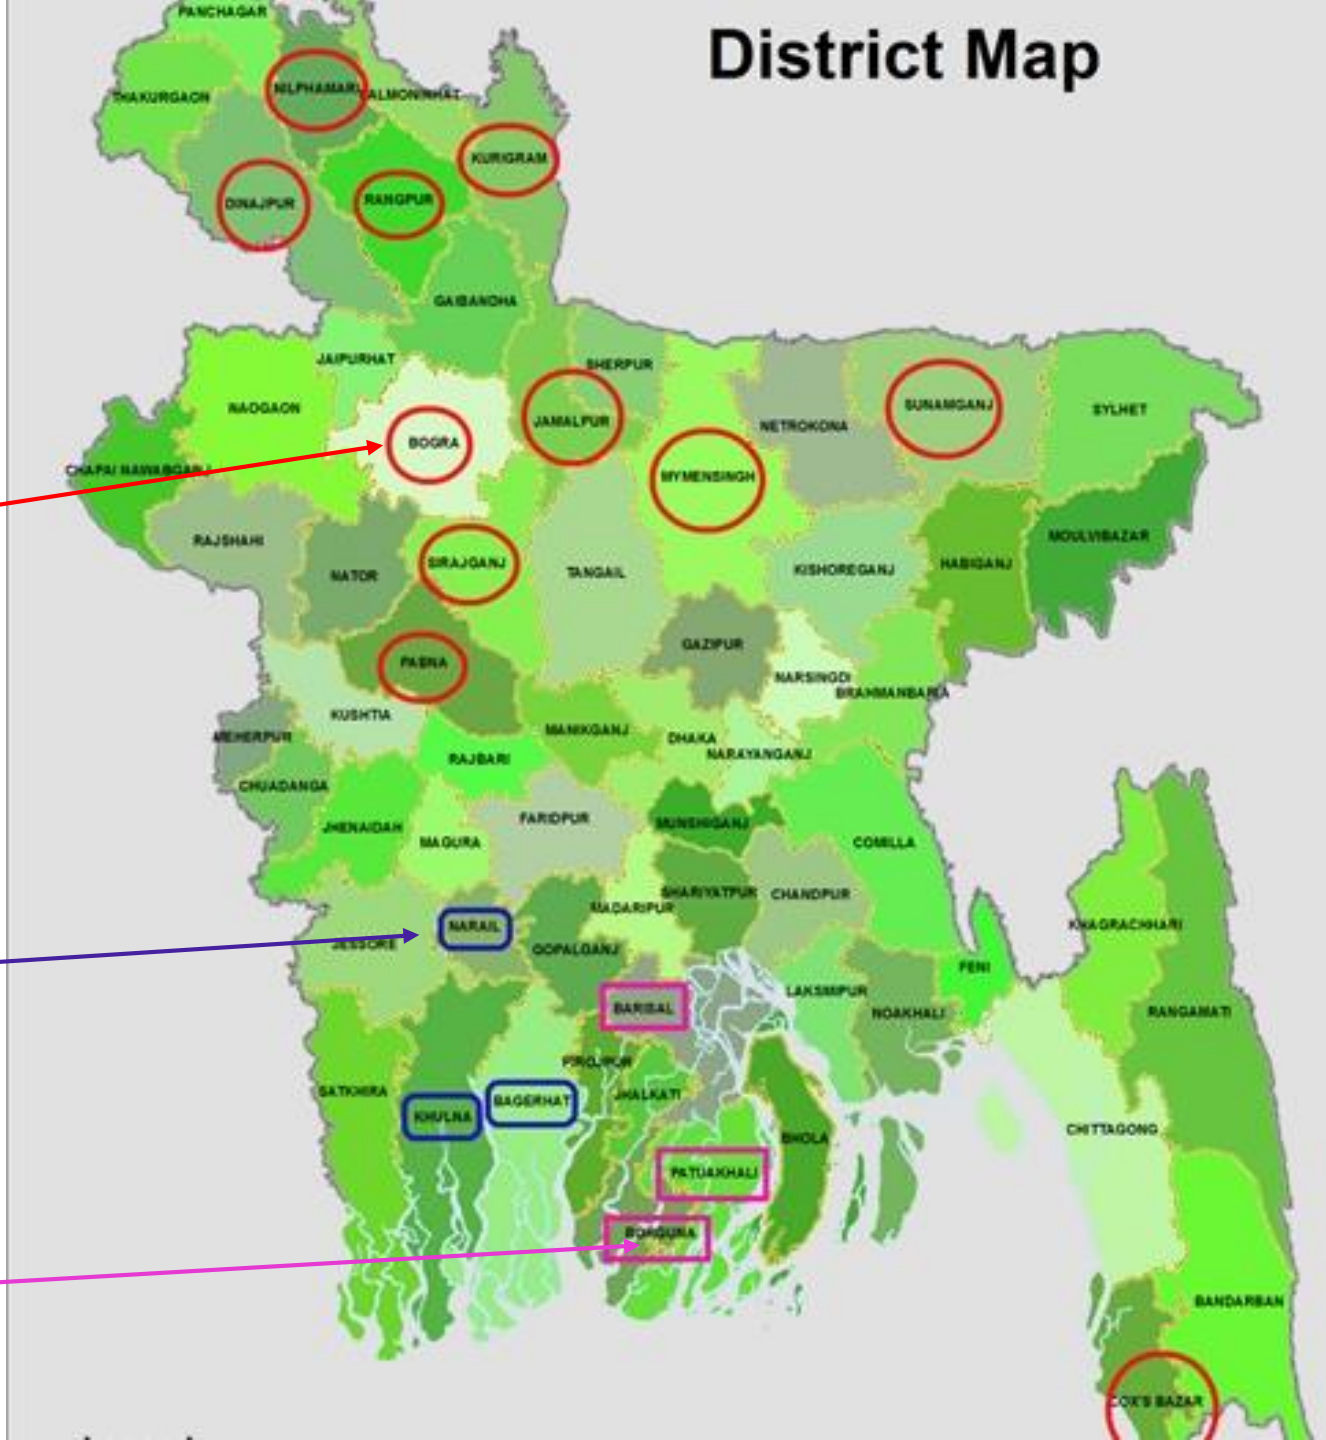 PANCHAGAR
District Map
NILPHAMARI
THAKURGAON
LALMONIRHAT
KURIGRAM
DINAJPUR
RANGPUR
GAIBANDHA
JAIPURHAT
SHERPUR
NAOGAON
SUNAMGANJ
SYLHET
JAMALPUR
NETROKONA
BOGRA
CHAPAI NAWABGANJ
MYMENSINGH
RAJSHAHI
MOULVIBAZAR
SIRAJGANJ
NATOR
TANGAIL
KISHOREGANJ
HABIGANJ
GAZIPUR
PABNA
NARSINGDI
BRAHMANBARIA
KUSHTIA
MEHERPUR
MANIKGANJ
DHAKA
NARAYANGANJ
RAJBARI
CHUADANGA
JHENAIDAH
FARIDPUR
MUNSHIGANJ
MAGURA
COMILLA
SHARIYATPUR
CHANDPUR
MADARIPUR
NARAIL
KHAGRACHHARI
JESSORE
GOPALGANJ
FENI
LAKSMIPUR
BARISAL
NOAKHALI
RANGAMATI
PIROJPUR
SATKHIRA
JHALKATI
BAGERHAT
KHULNA
CHITTAGONG
BHOLA
PATUAKHALI
BORGUNA
BANDARBAN
COX'S BAZAR